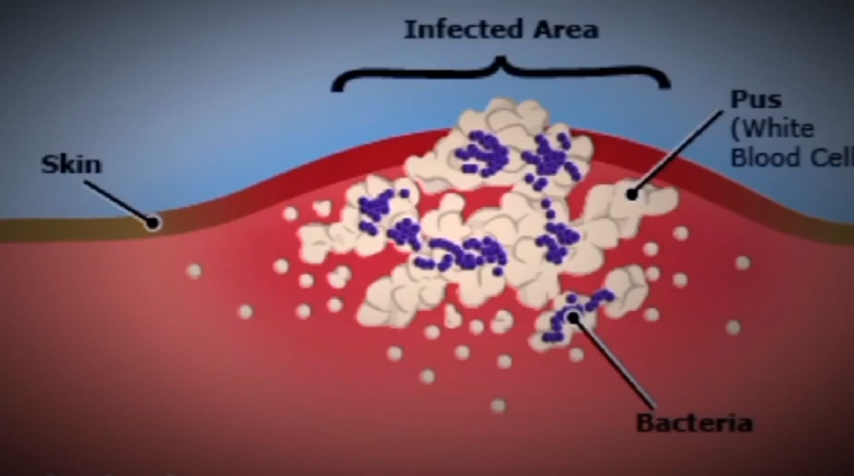 Infected Area
Pus
(White
Blood Cell
Skin
Bacteria